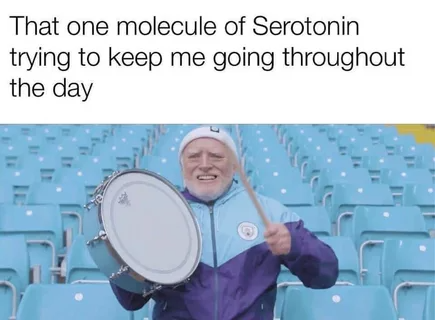 That one molecule of Serotonin
trying to keep me going throughout
the day